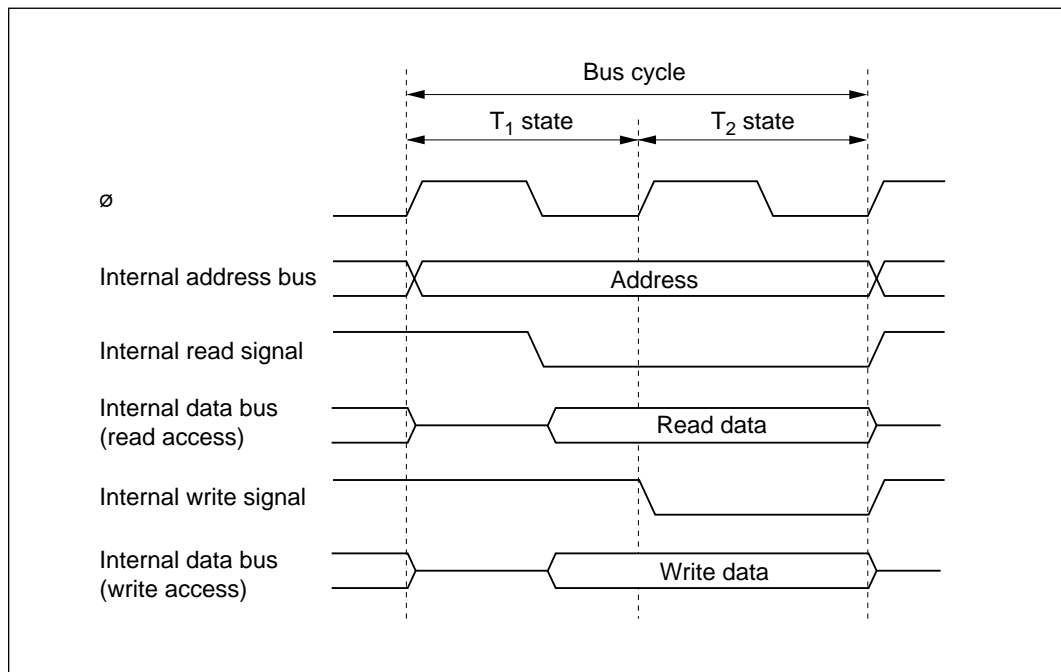 Bus cycle
T₁ state
T₂ state
ø
Internal address bus
Address
Internal read signal
Internal data bus
(read access)
Read data
Internal write signal
Internal data bus
(write access)
Write data